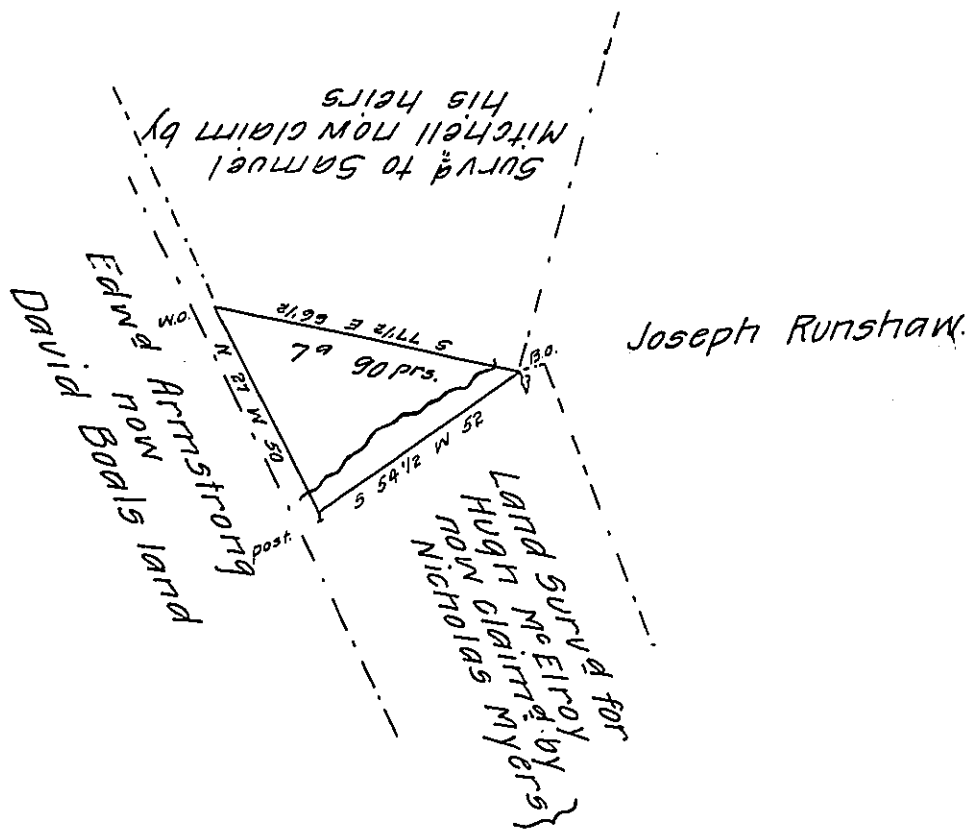 Surv'd to Samuel
Mitchell now claim by
his heirs
W.O.
Edw'd Armstrong
now
David Boals land
S 77 1/2 E 66 1/2
7a 90 prs.
N 22 W 50
S 54 1/2 W 52
B.O.
Joseph Runshaw.
post.
Land Surv'd for
Hugh McElroy
now claim'd by
Nicholas Myers